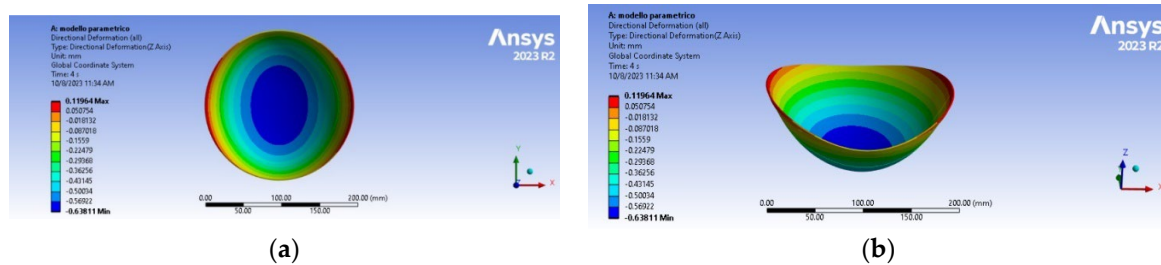 A: modello parametrico
Directional Deformation (all)
Type: Directional Deformation(Z Axis)
Unit: mm
Global Coordinate System
Time: 4 s
10/8/2023 11:34 AM
0.11964 Max
0.050754
-0.018132
-0.087018
-0.1559
-0.22479
-0.29368
-0.36256
-0.43145
-0.50034
-0.56922
-0.63811 Min
Ansys
2023 R2
Y
Z
X
0.00
100.00
200.00 (mm)
50.00
150.00
(a)
A: modello parametrico
Directional Deformation (all)
Type: Directional Deformation(Z Axis)
Unit: mm
Global Coordinate System
Time: 4 s
10/8/2023 11:34 AM
0.11964 Max
0.050754
-0.018132
-0.087018
-0.1559
-0.22479
-0.29368
-0.36256
-0.43145
-0.50034
-0.56922
-0.63811 Min
Ansys
2023 R2
Z
X
0.00
100.00
200.00 (mm)
50.00
150.00
(b)